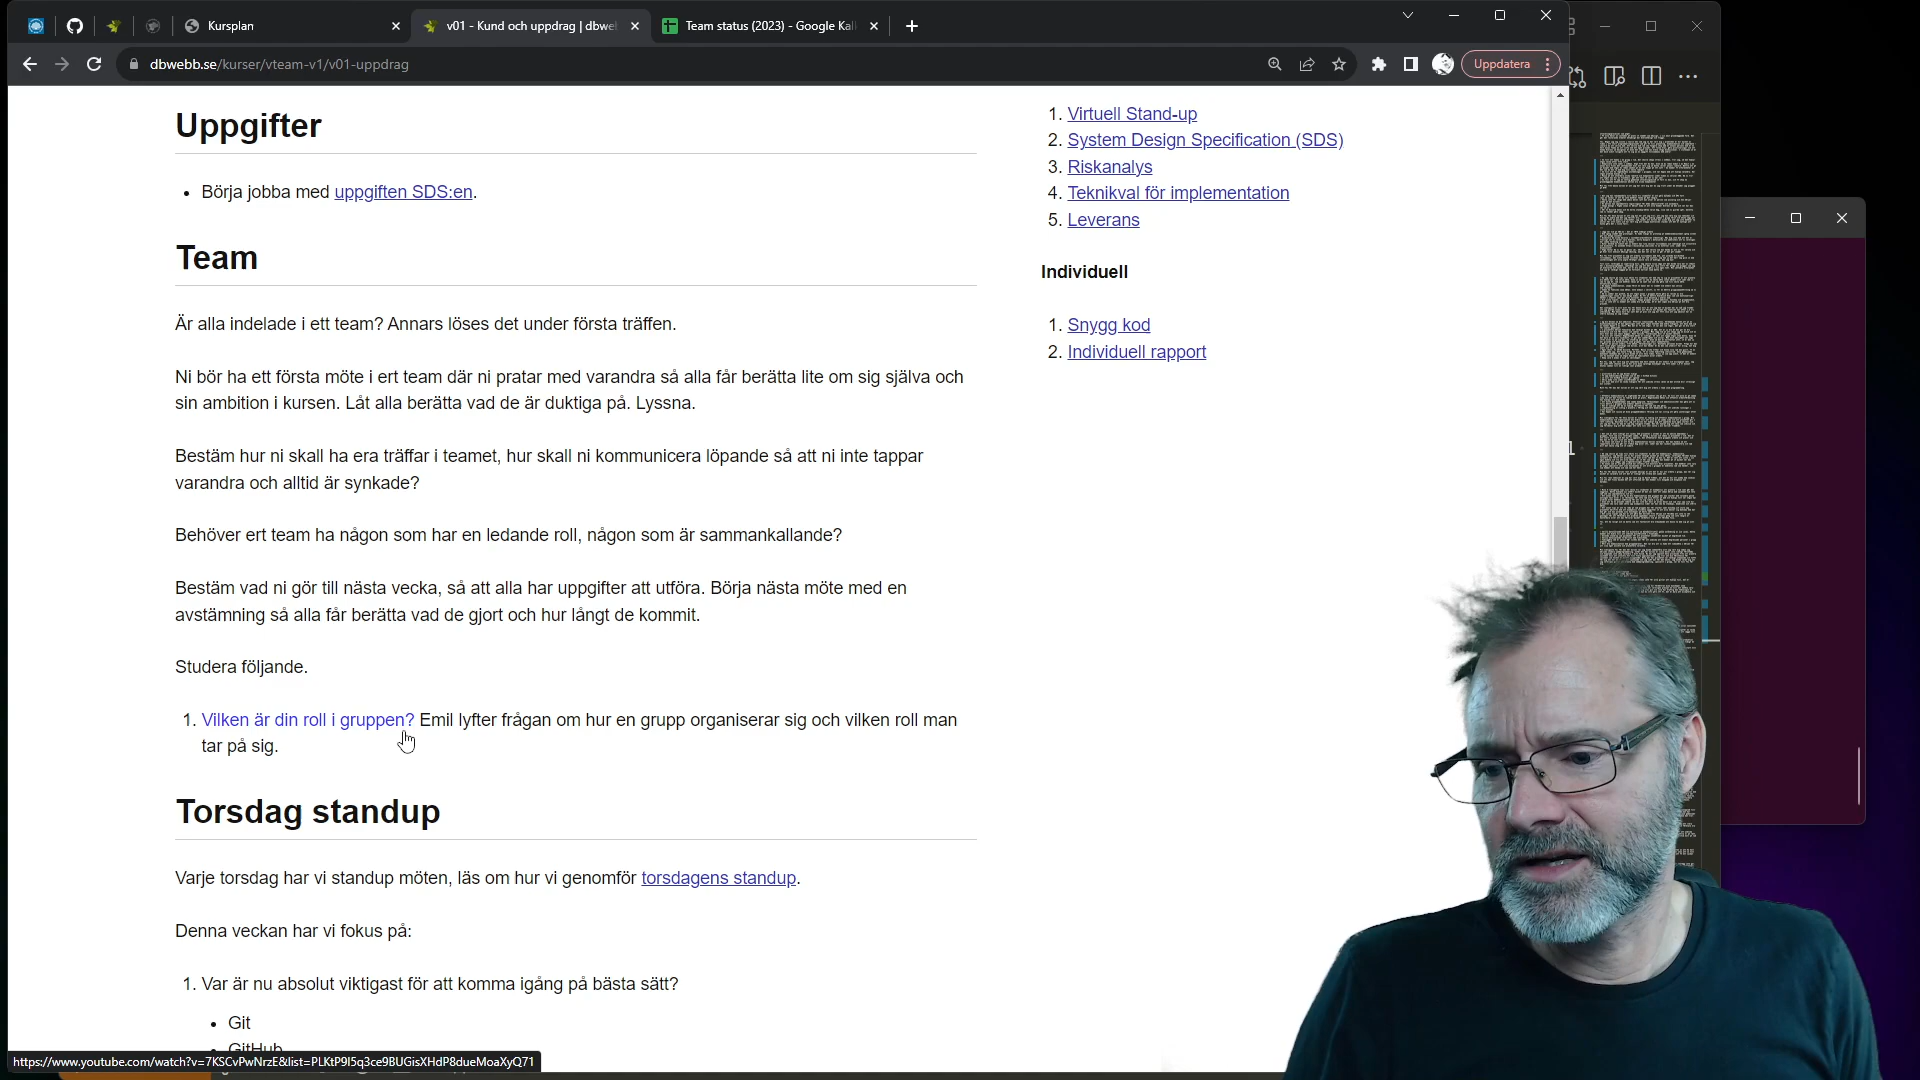 Kursplan
v01 - Kund och uppdrag | dbwe
Team status (2023) - Google Kal
dbwebb.se/kurser/vteam-v1/v01-uppdrag
Uppdatera
Uppgifter
Börja jobba med uppgiften SDS:en.
Team
Är alla indelade i ett team? Annars löses det under första träffen.
Ni bör ha ett första möte i ert team där ni pratar med varandra så alla får berätta lite om sig själva och
sin ambition i kursen. Låt alla berätta vad de är duktiga på. Lyssna.
Bestäm hur ni skall ha era träffar i teamet, hur skall ni kommunicera löpande så att ni inte tappar
varandra och alltid är synkade?
Behöver ert team ha någon som har en ledande roll, någon som är sammankallande?
Bestäm vad ni gör till nästa vecka, så att alla har uppgifter att utföra. Börja nästa möte med en
avstämning så alla får berätta vad de gjort och hur långt de kommit.
Studera följande.
1. Vilken är din roll i gruppen? Emil lyfter frågan om hur en grupp organiserar sig och vilken roll man
tar på sig.
Torsdag standup
Varje torsdag har vi standup möten, läs om hur vi genomför torsdagens standup.
Denna veckan har vi fokus på:
1. Var är nu absolut viktigast för att komma igång på bästa sätt?
Git
GitHub
https://www.youtube.com/watch?v=7KSCvPwNrzE&list=PLKtP9l5q3ce9BUGisXHdP8dueMoaXyQ71
1. Virtuell Stand-up
2. System Design Specification (SDS)
3. Riskanalys
4. Teknikval för implementation
5. Leverans
Individuell
1. Snygg kod
2. Individuell rapport